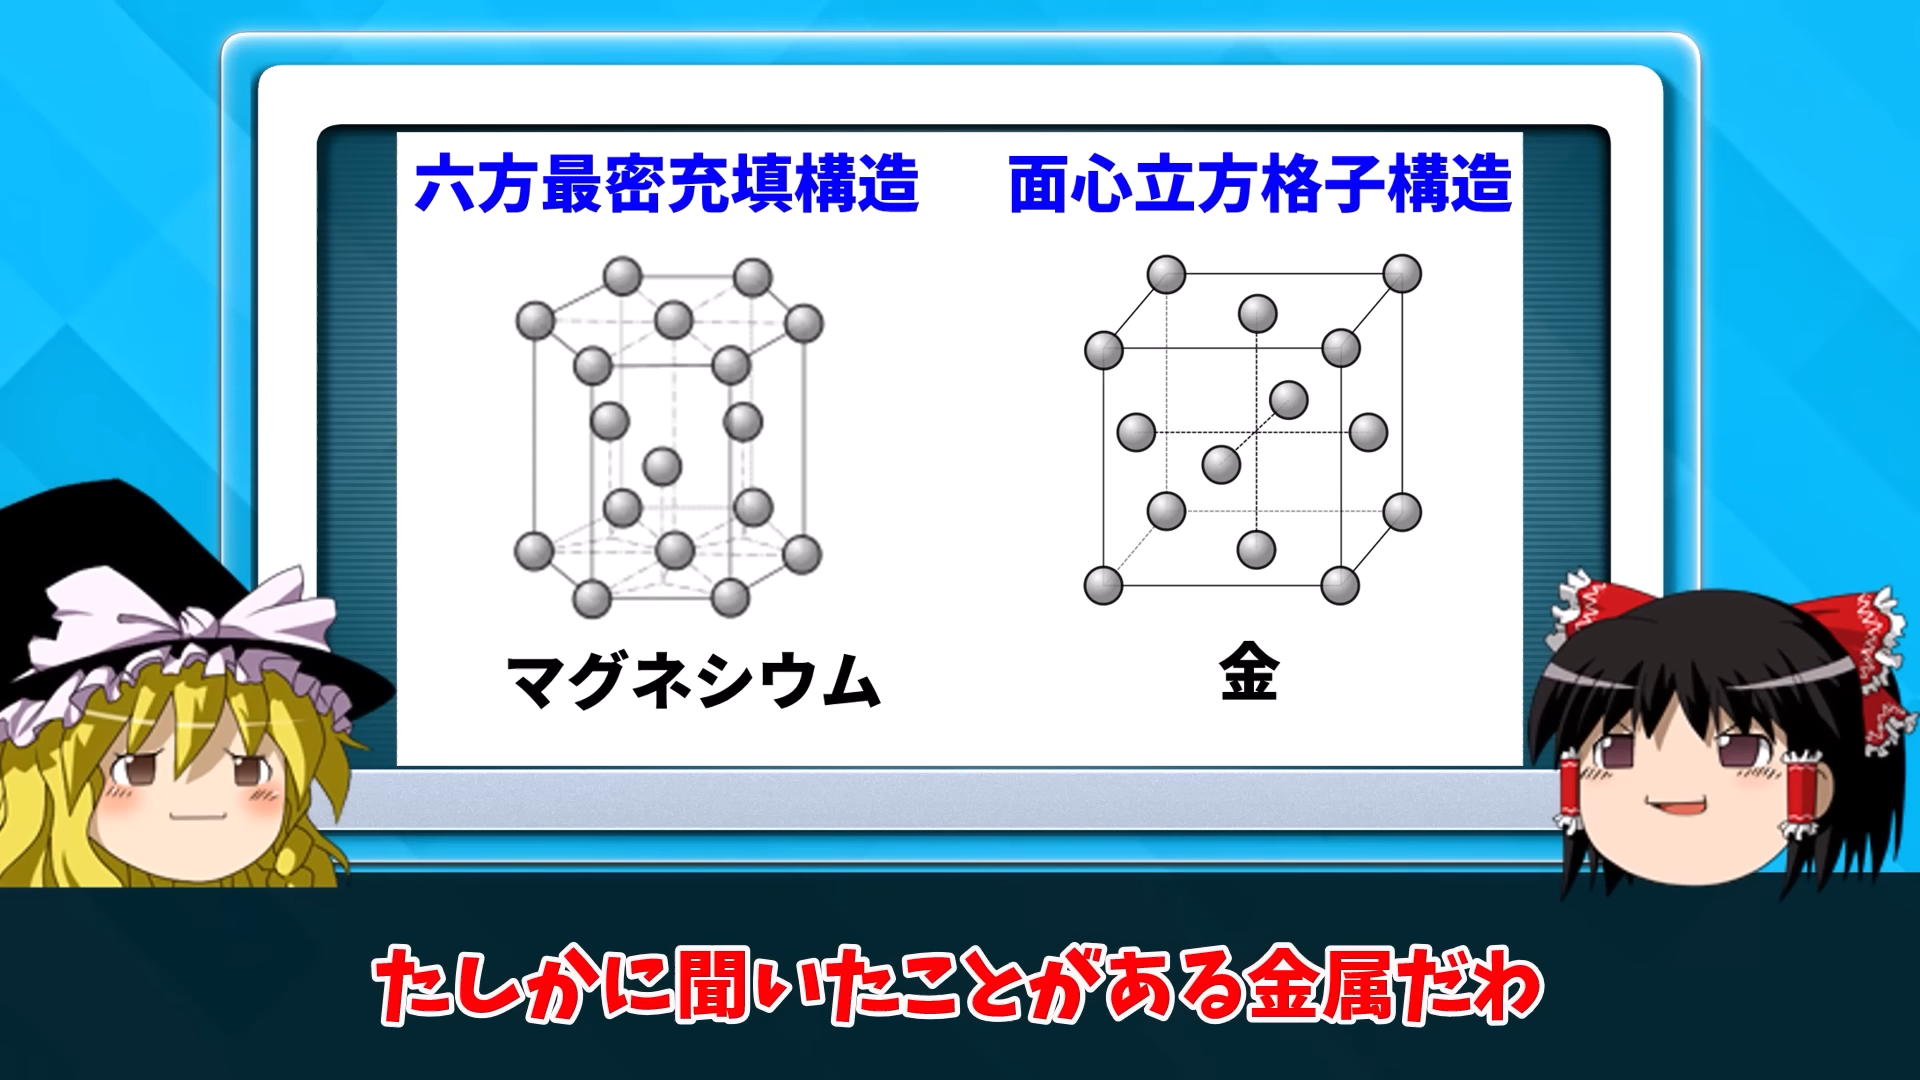 六方最密充填構造
面心立方格子構造
マグネシウム
金
たしかに聞いたことがある金属だわ